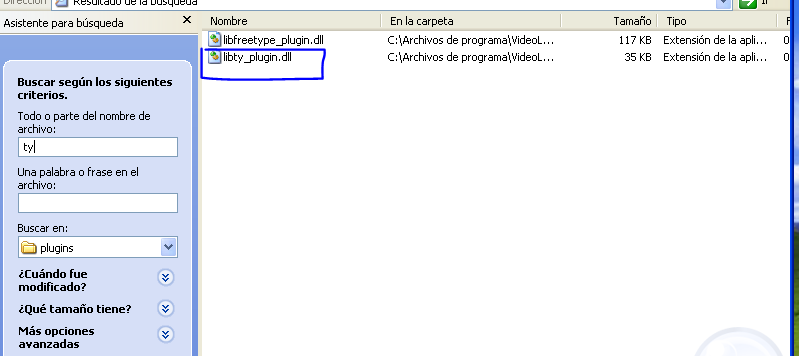 Dirección
Resultado de la búsqueda
Ir
Asistente para búsqueda
Nombre
En la carpeta
Tamaño
Tipo
F
libfreetype_plugin.dll
C:\Archivos de programa\VideoL...
117 KB
Extensión de la apli...
0
libty_plugin.dll
C:\Archivos de programa\VideoL...
35 KB
Extensión de la apli...
0
Buscar según los siguientes
criterios.
Todo o parte del nombre de
archivo:
ty
Una palabra o frase en el
archivo:
Buscar en:
plugins
¿Cuándo fue
modificado?
¿Qué tamaño tiene?
Más opciones
avanzadas